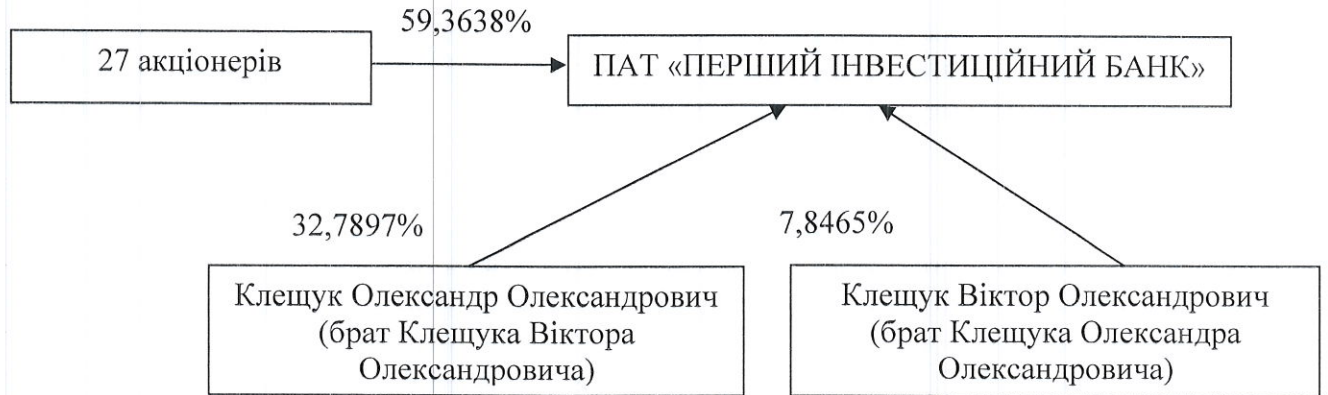 59,3638%
27 акціонерів
ПАТ «ПЕРШИЙ ІНВЕСТИЦІЙНИЙ БАНК»
32,7897%
7,8465%
Клещук Олександр Олександрович
(брат Клещука Віктора
Олександровича)
Клещук Віктор Олександрович
(брат Клещука Олександра
Олександровича)